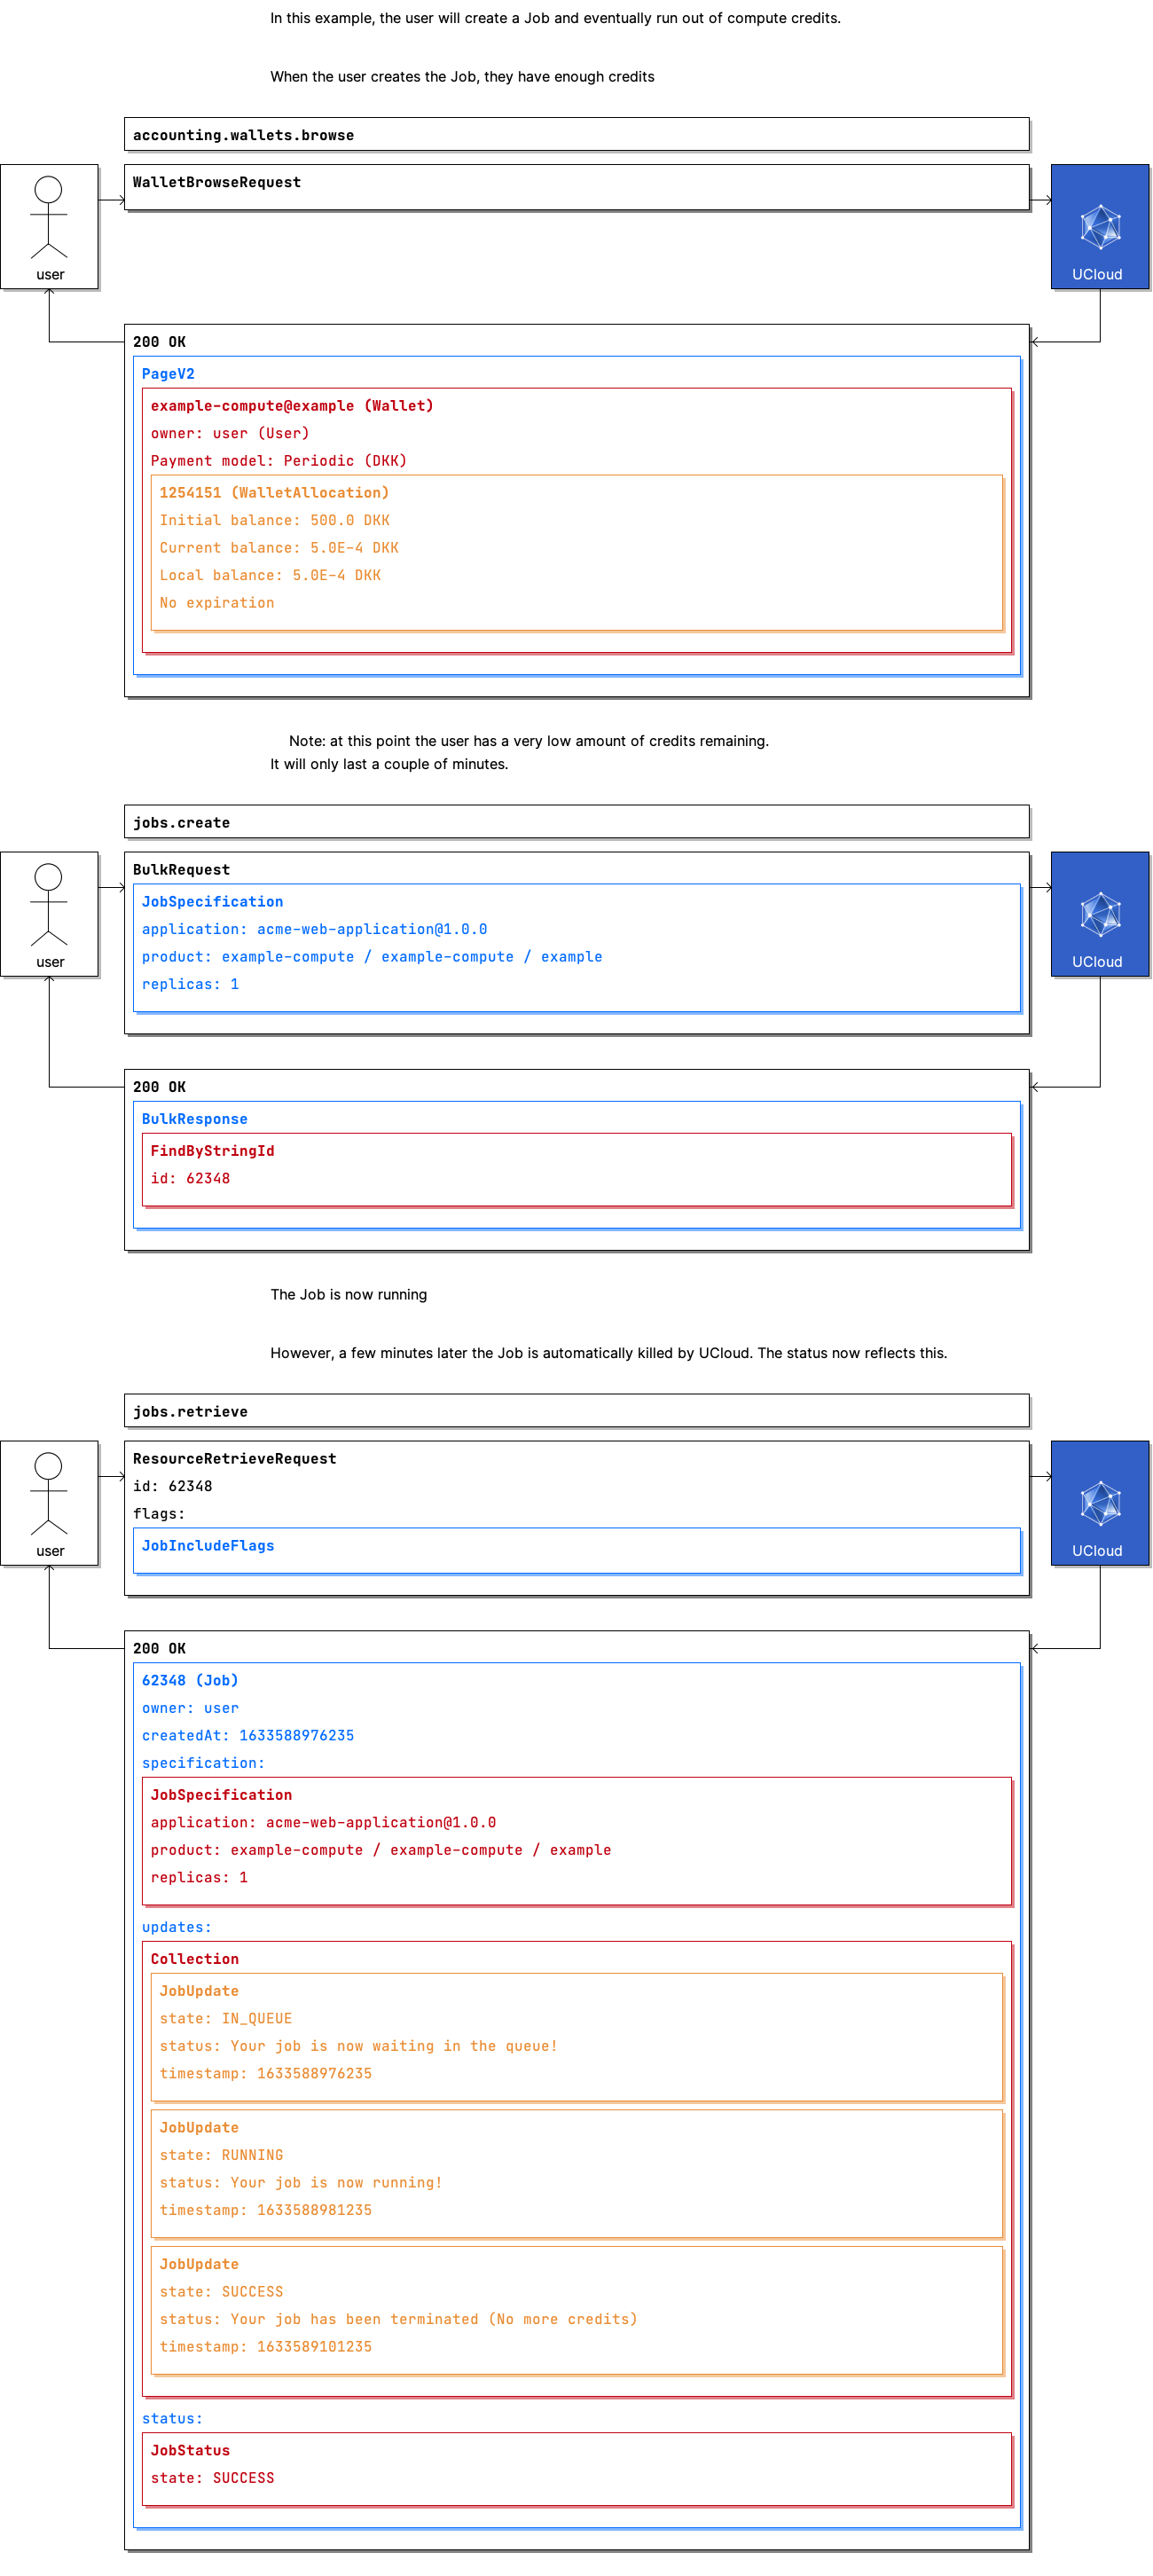 In this example, the user will create a Job and eventually run out of compute credits.
When the user creates the Job, they have enough credits
accounting.wallets.browse
WalletBrowseRequest
user
UCloud
200 OK
PageV2
example-compute@example (Wallet)
owner: user (User)
Payment model: Periodic (DKK)
1254151 (WalletAllocation)
Initial balance: 500.0 DKK
Current balance: 5.0E-4 DKK
Local balance: 5.0E-4 DKK
No expiration
Note: at this point the user has a very low amount of credits remaining.
It will only last a couple of minutes.
jobs.create
BulkRequest
JobSpecification
application: acme-web-application@1.0.0
product: example-compute / example-compute / example
replicas: 1
user
UCloud
200 OK
BulkResponse
FindByStringId
id: 62348
The Job is now running
However, a few minutes later the Job is automatically killed by UCloud. The status now reflects this.
jobs.retrieve
ResourceRetrieveRequest
id: 62348
flags:
JobIncludeFlags
user
UCloud
200 OK
62348 (Job)
owner: user
createdAt: 1633588976235
specification:
JobSpecification
application: acme-web-application@1.0.0
product: example-compute / example-compute / example
replicas: 1
updates:
Collection
JobUpdate
state: IN_QUEUE
status: Your job is now waiting in the queue!
timestamp: 1633588976235
JobUpdate
state: RUNNING
status: Your job is now running!
timestamp: 1633588981235
JobUpdate
state: SUCCESS
status: Your job has been terminated (No more credits)
timestamp: 1633589101235
status:
JobStatus
state: SUCCESS